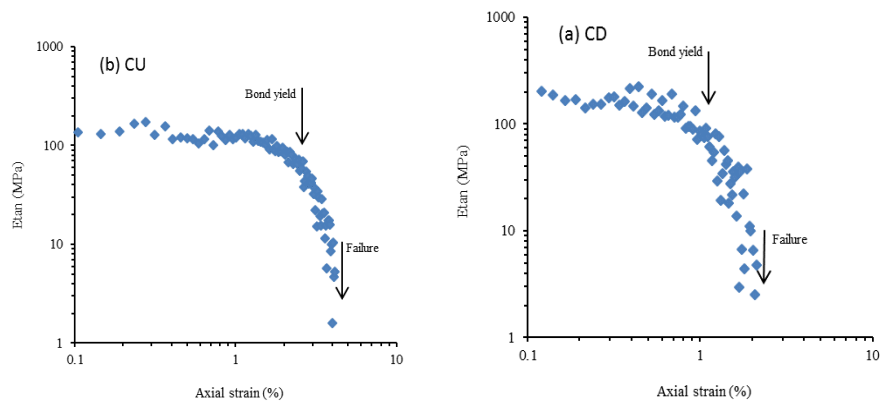 (b) CU
Bond yield
Failure
Etan (MPa)
1000
100
10
1
0.1
1
10
Axial strain (%)
(a) CD
Bond yield
Failure
Etan (MPa)
1000
100
10
1
0.1
1
10
Axial strain (%)